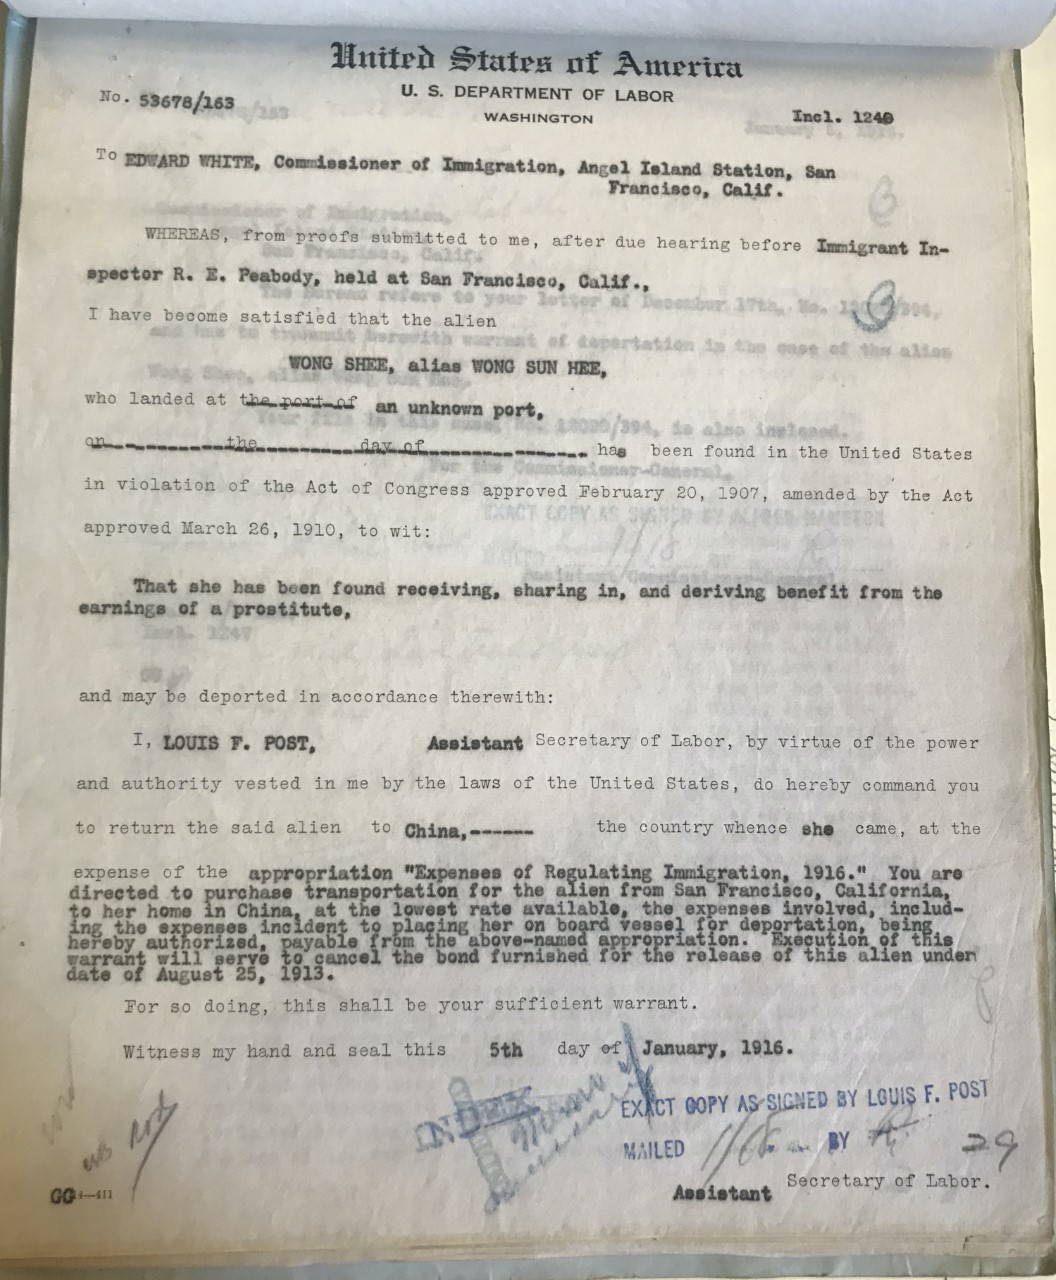 United States of America
No. 53678/163
U. S. DEPARTMENT OF LABOR
WASHINGTON
Incl. 1249
To EDWARD WHITE, Commissioner of Immigration, Angel Island Station, San
Francisco, Calif.
WHEREAS, from proofs submitted to me, after due hearing before Immigrant In-
spector R. E. Peabody, held at San Francisco, Calif.,
I have become satisfied that the alien
WONG SHEE, alias WONG SUN HEE,
who landed at the port of an unknown port,
on the day of has been found in the United States
in violation of the Act of Congress approved February 20, 1907, amended by the Act
approved March 26, 1910, to wit:
That she has been found receiving, sharing in, and deriving benefit from the
earnings of a prostitute,
and may be deported in accordance therewith:
I, LOUIS F. POST, Assistant Secretary of Labor, by virtue of the power
and authority vested in me by the laws of the United States, do hereby command you
to return the said alien to China,------ the country whence she came, at the
expense of the appropriation "Expenses of Regulating Immigration, 1916." You are
directed to purchase transportation for the alien from San Francisco, California,
to her home in China, at the lowest rate available, the expenses involved, includ-
ing the expenses incident to placing her on board vessel for deportation, being
hereby authorized, payable from the above-named appropriation. Execution of this
warrant will serve to cancel the bond furnished for the release of this alien under
date of August 25, 1913.
For so doing, this shall be your sufficient warrant.
Witness my hand and seal this 5th day of January, 1916.
INDEX
EXACT COPY AS SIGNED BY LOUIS F. POST
MAILED BY
29
Assistant Secretary of Labor.
GG 4-411